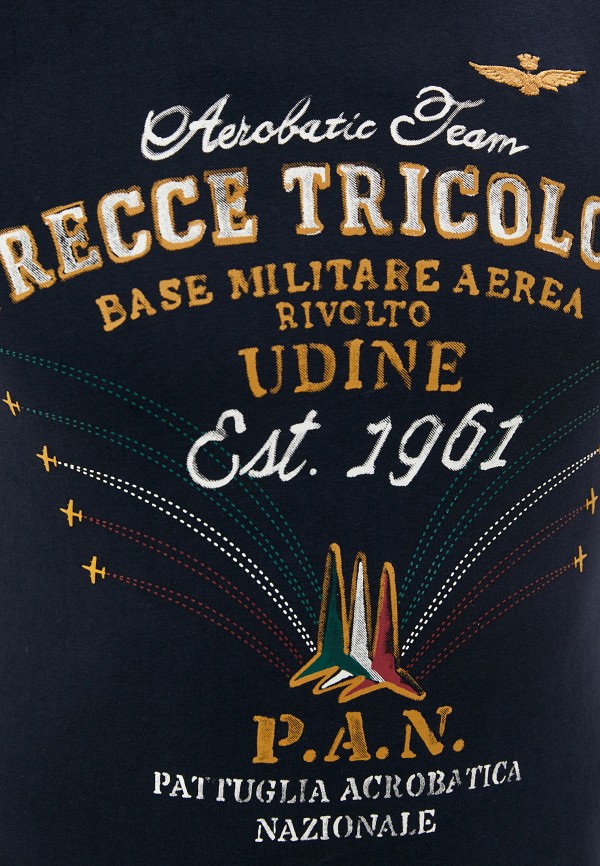 Aerobatic Team
RECCE TRICOLO
BASE MILITARE AEREA
RIVOLTO
UDINE
Est. 1961
P.A.N.
PATTUGLIA ACROBATICA
NAZIONALE